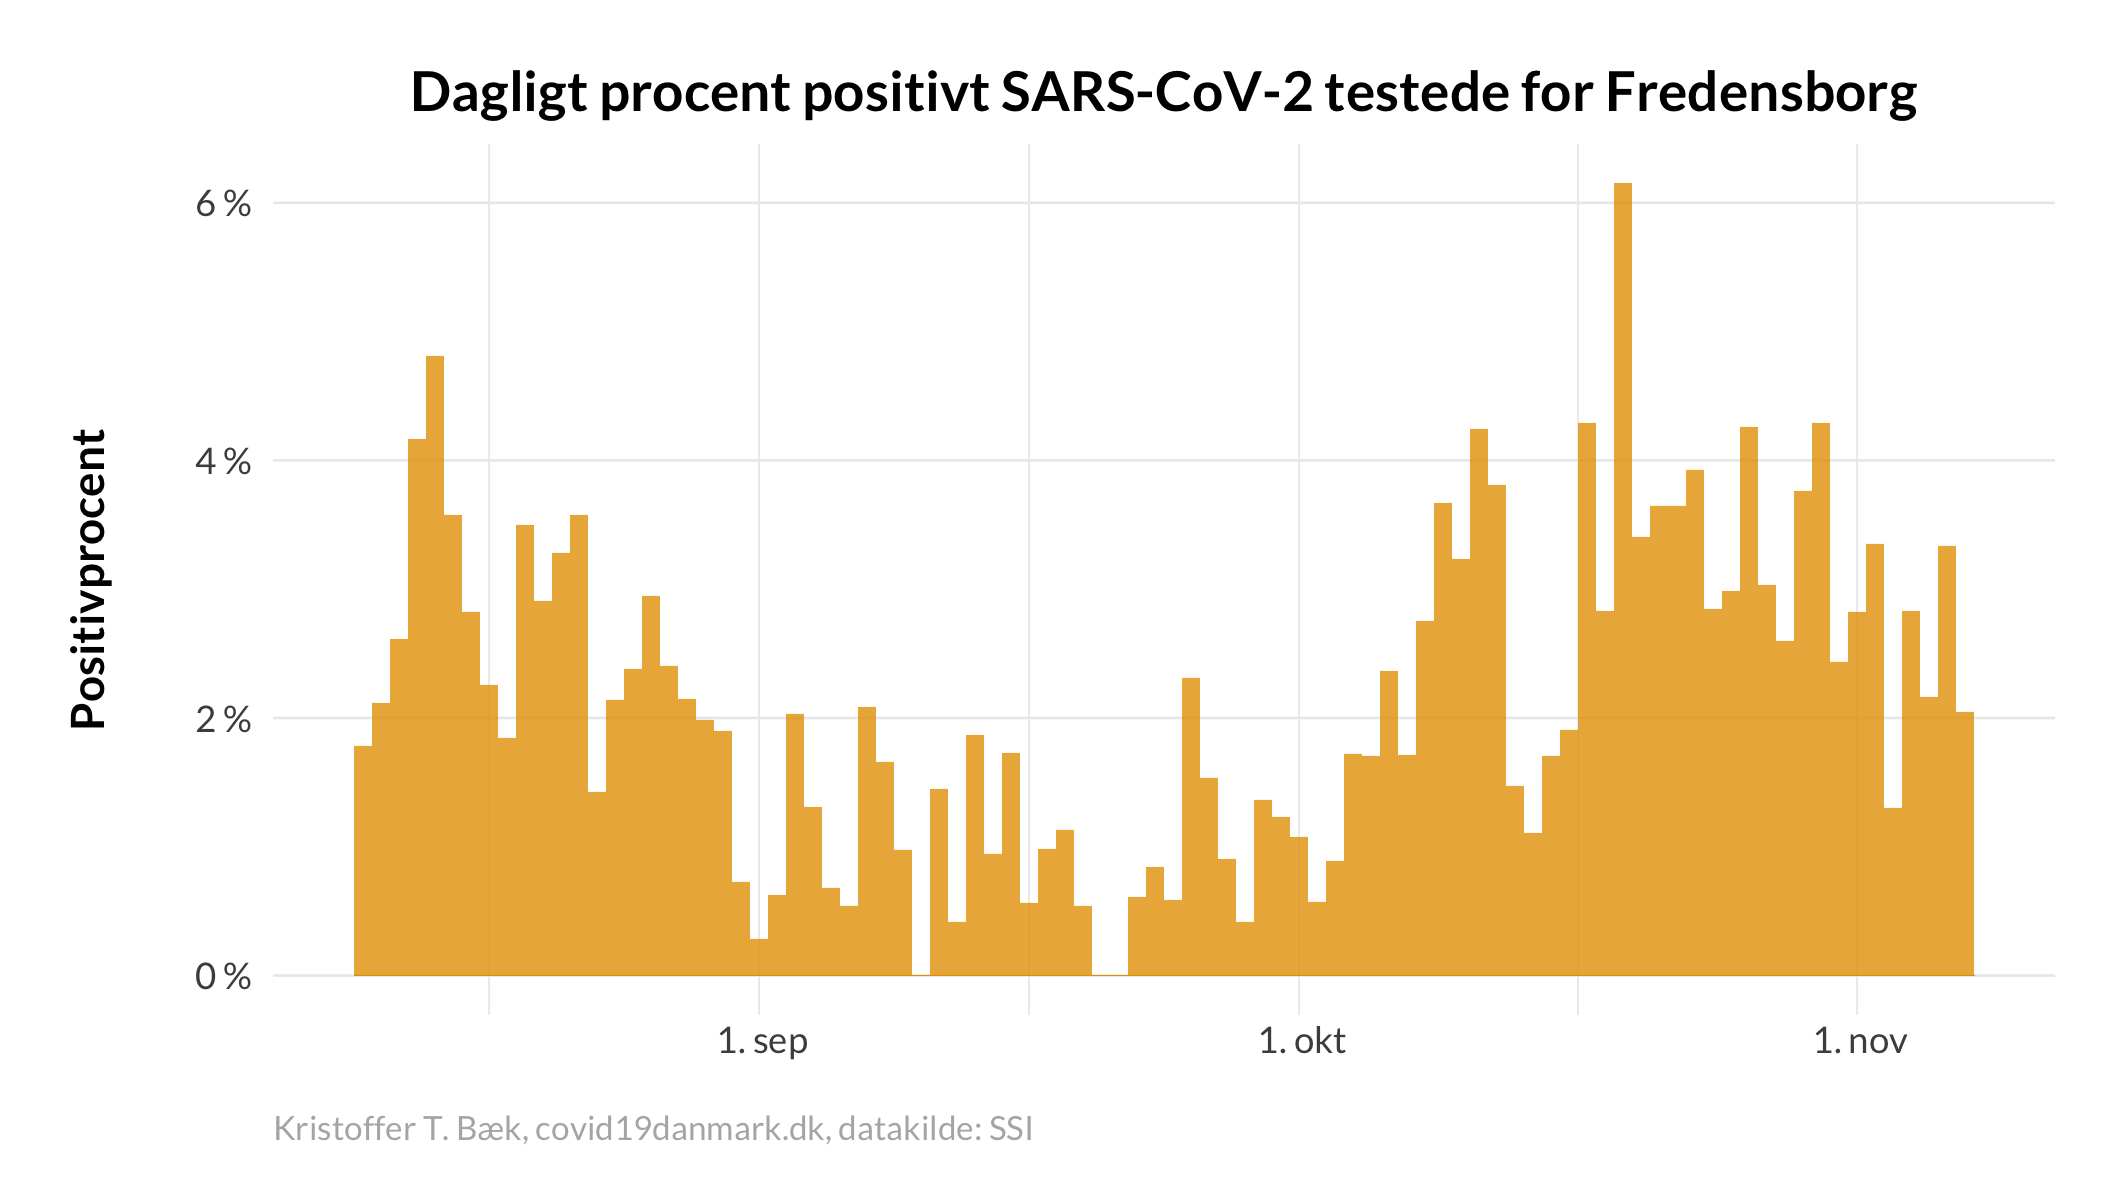 Dagligt procent positivt SARS-CoV-2 testede for Fredensborg
Positivprocent
6 %
4 %
2 %
0 %
1. sep
1. okt
1. nov
Kristoffer T. Bæk, covid19danmark.dk, datakilde: SSI